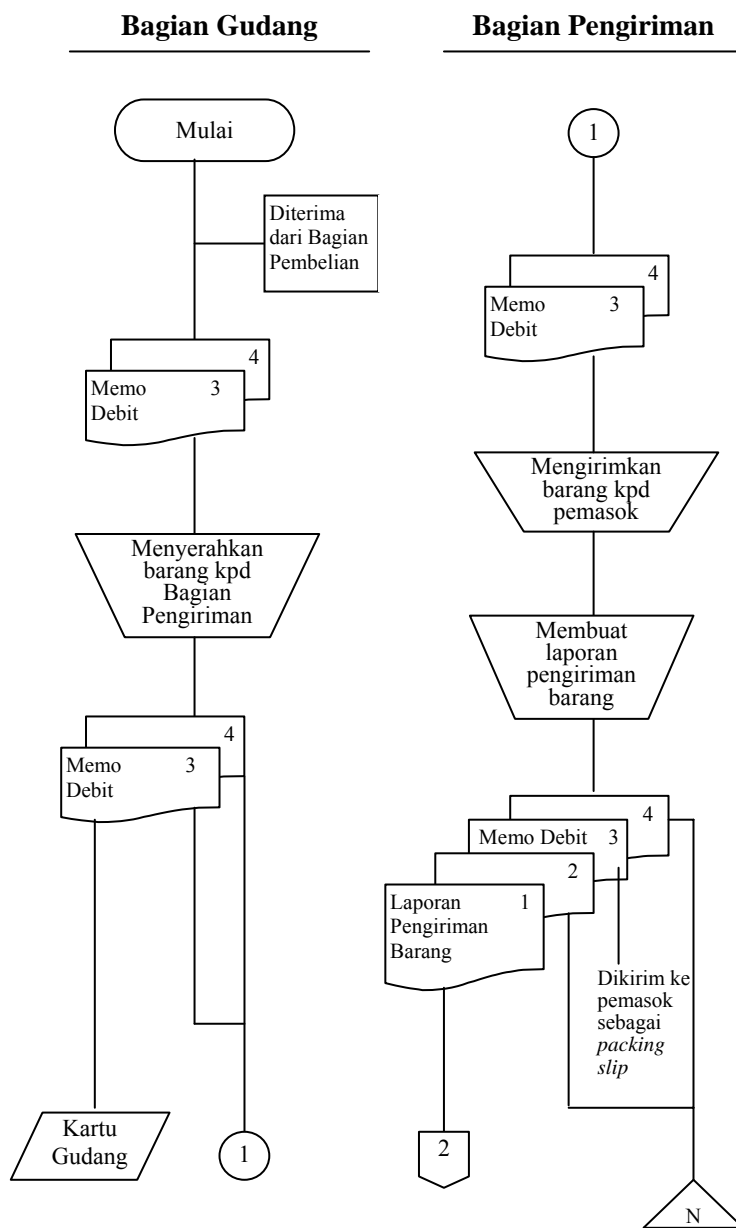 Bagian Gudang
Mulai
Diterima
dari Bagian
Pembelian
4
Memo 3
Debit
Menyerahkan
barang kpd
Bagian
Pengiriman
4
Memo 3
Debit
Kartu
Gudang
1
Bagian Pengiriman
1
4
Memo 3
Debit
Mengirimkan
barang kpd
pemasok
Membuat
laporan
pengiriman
barang
4
Memo Debit 3
2
Laporan 1
Pengiriman
Barang
Dikirim ke
pemasok
sebagai
packing
slip
2
N